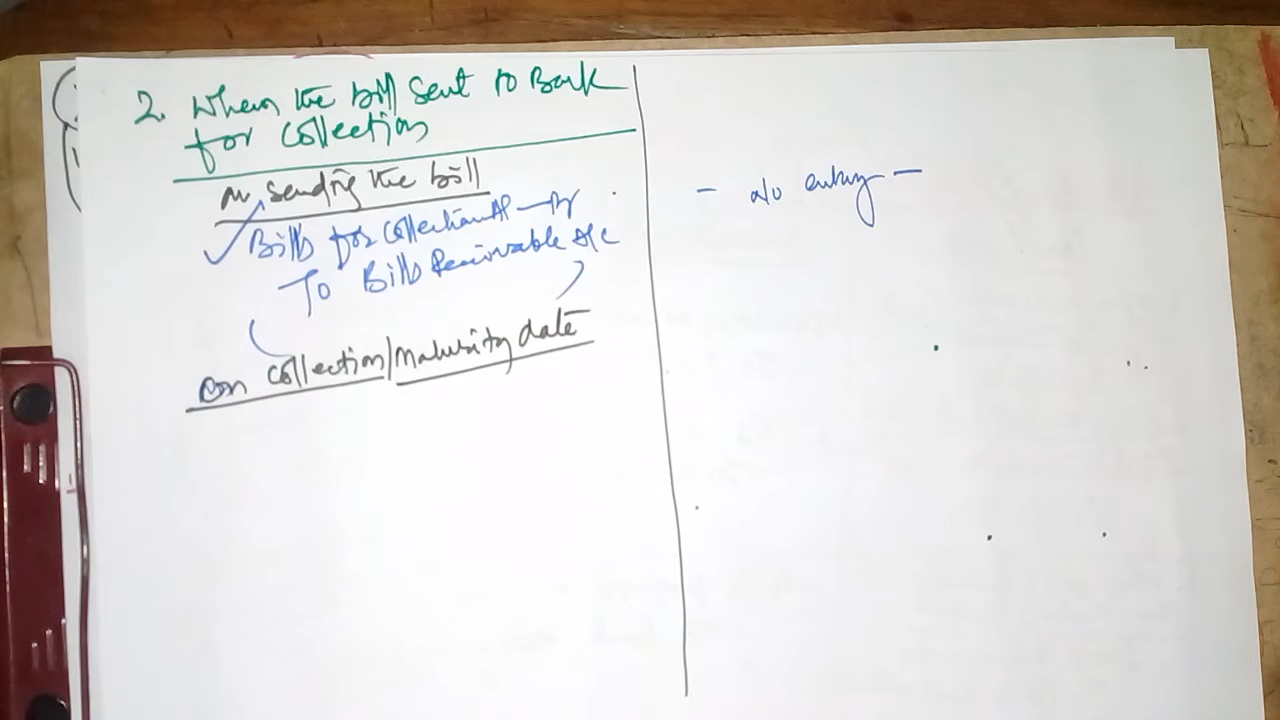 2. When the bill sent to Bank
for collection
on sending the bill
Bills for collection A/c – Dr
To Bills Receivable A/c
on collection/maturity date
– No entry –